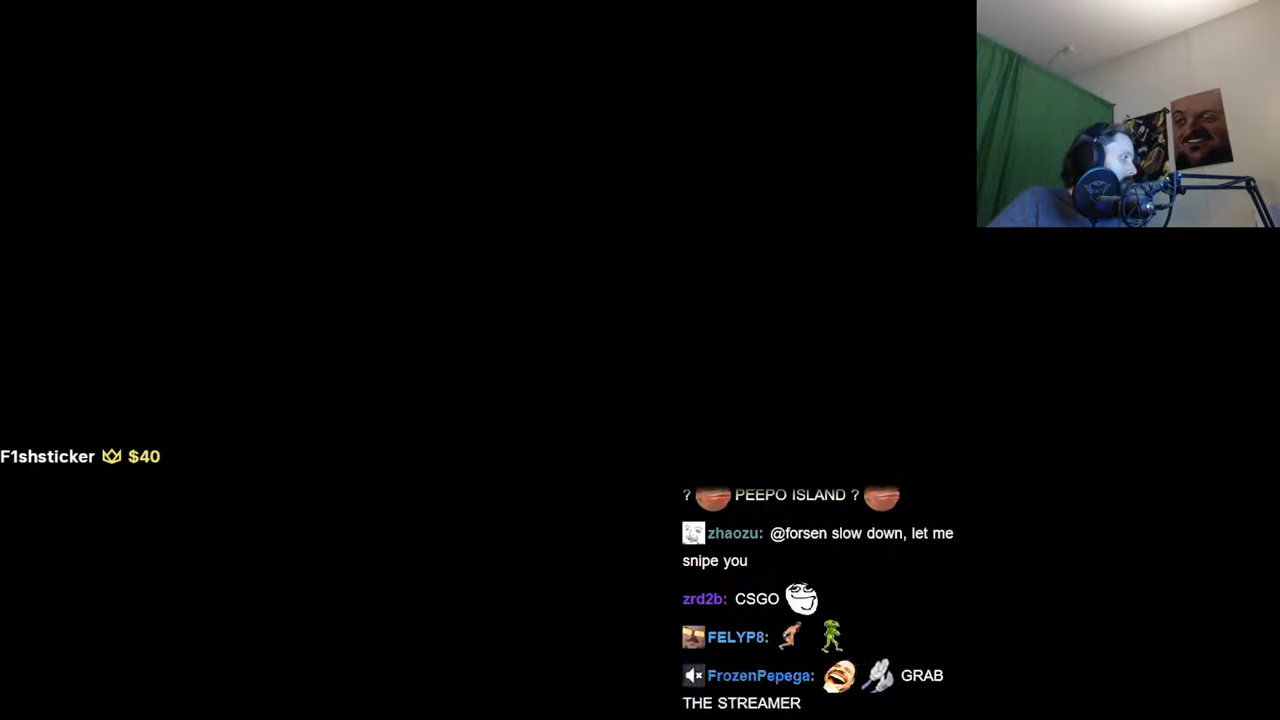 F1shsticker $40
? PEEPO ISLAND ?
zhaozu: @forsen slow down, let me
snipe you
zrd2b: CSGO
FELYP8:
FrozenPepega: GRAB
THE STREAMER